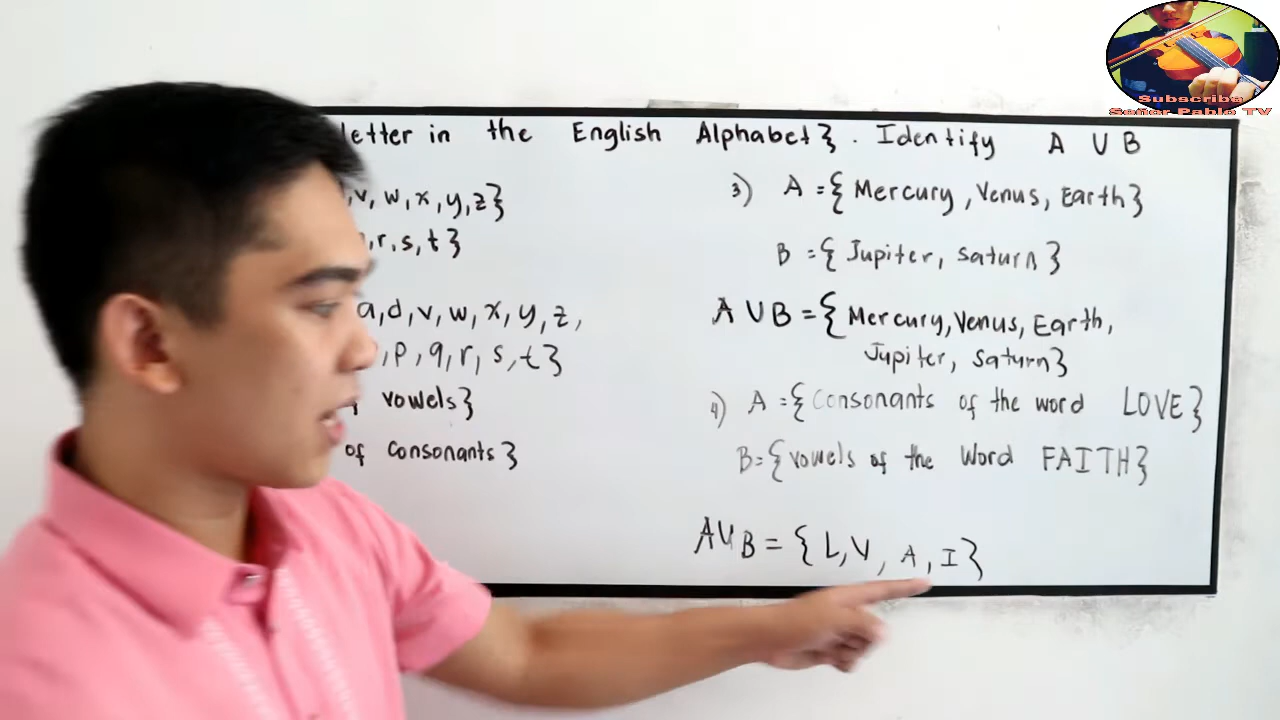 letter in the English Alphabet}. Identify A U B
,v, w, x, y, z}
,r, s, t}
a, d, v, w, x, y, z,
, p, q, r, s, t}
vowels}
of consonants}
3) A = {Mercury, Venus, Earth}
B = {Jupiter, Saturn}
A U B = {Mercury, Venus, Earth,
Jupiter, Saturn}
4) A = {Consonants of the word LOVE}
B = {vowels of the Word FAITH}
A U B = {L, V, A, I}
Subscribe
Señor Pablo TV